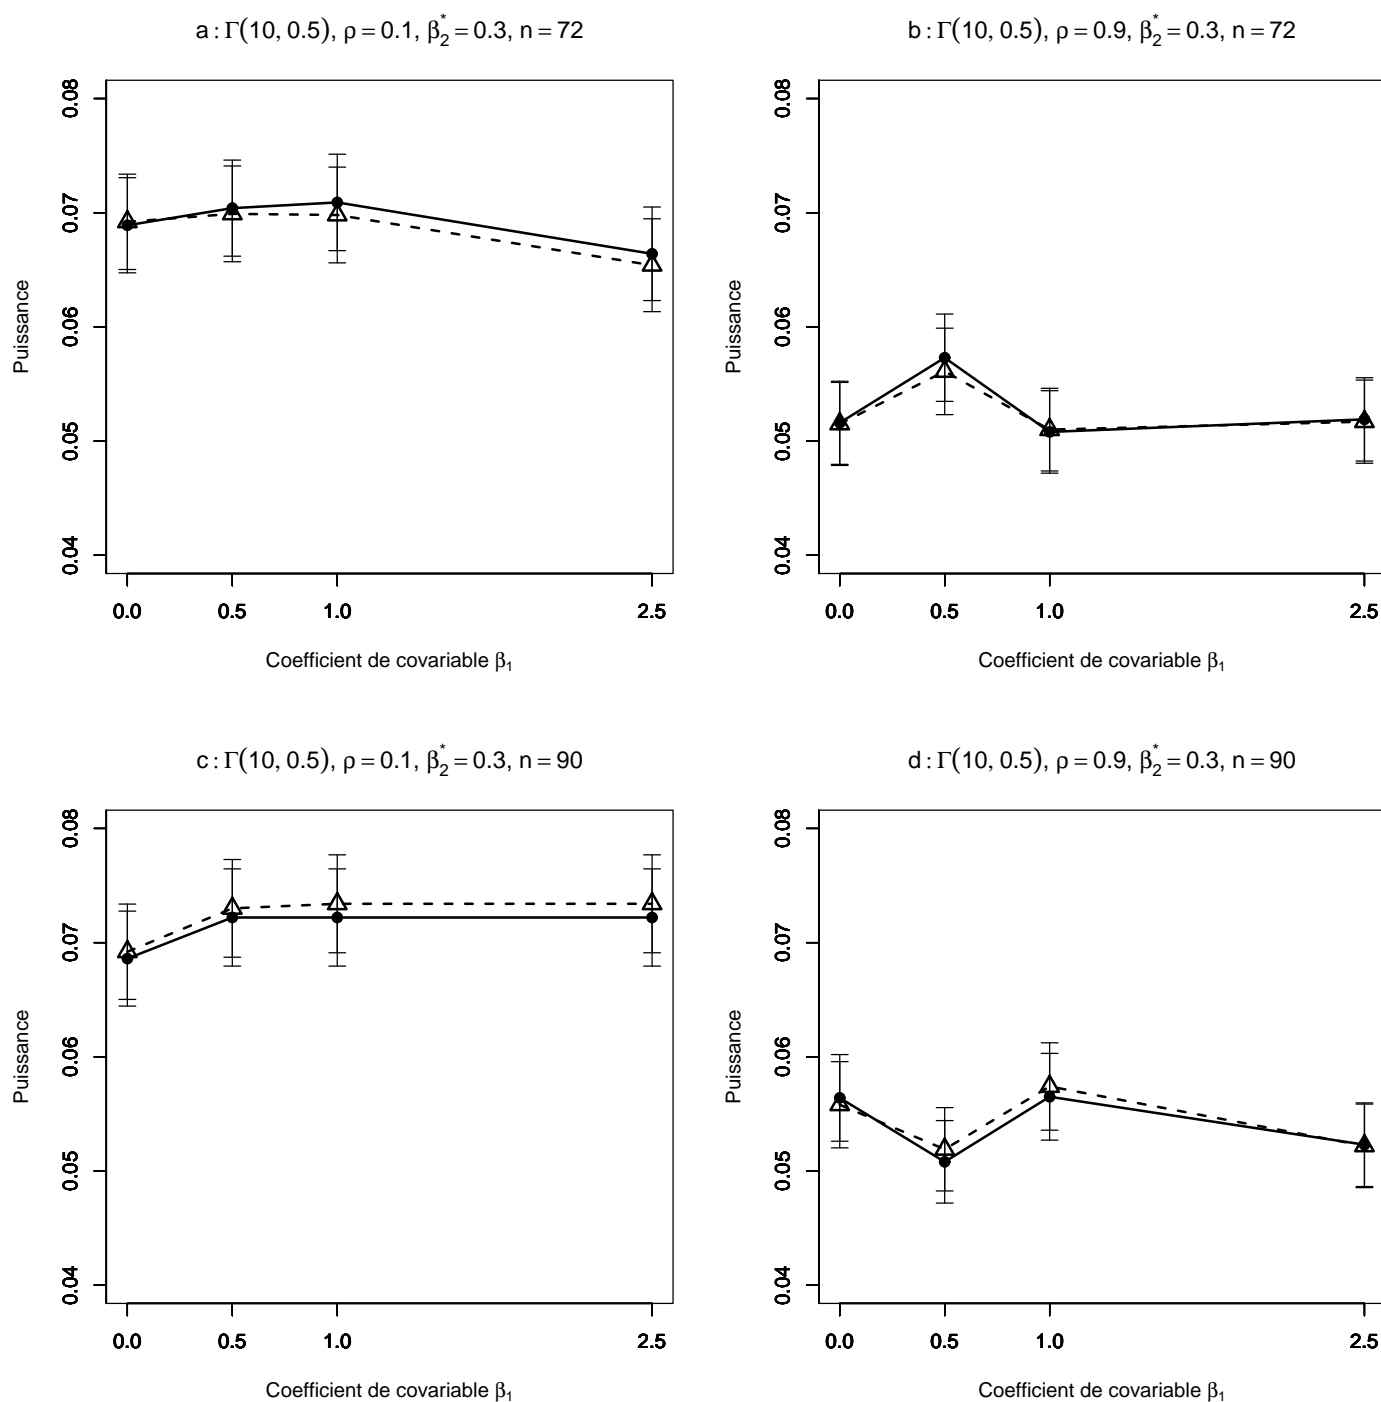 a : Γ(10, 0.5), ρ = 0.1, β₂* = 0.3, n = 72
0.08
0.07
0.06
0.05
0.04
Puissance
0.0 0.5 1.0 2.5
Coefficient de covariable β₁
b : Γ(10, 0.5), ρ = 0.9, β₂* = 0.3, n = 72
0.08
0.07
0.06
0.05
0.04
Puissance
0.0 0.5 1.0 2.5
Coefficient de covariable β₁
c : Γ(10, 0.5), ρ = 0.1, β₂* = 0.3, n = 90
0.08
0.07
0.06
0.05
0.04
Puissance
0.0 0.5 1.0 2.5
Coefficient de covariable β₁
d : Γ(10, 0.5), ρ = 0.9, β₂* = 0.3, n = 90
0.08
0.07
0.06
0.05
0.04
Puissance
0.0 0.5 1.0 2.5
Coefficient de covariable β₁